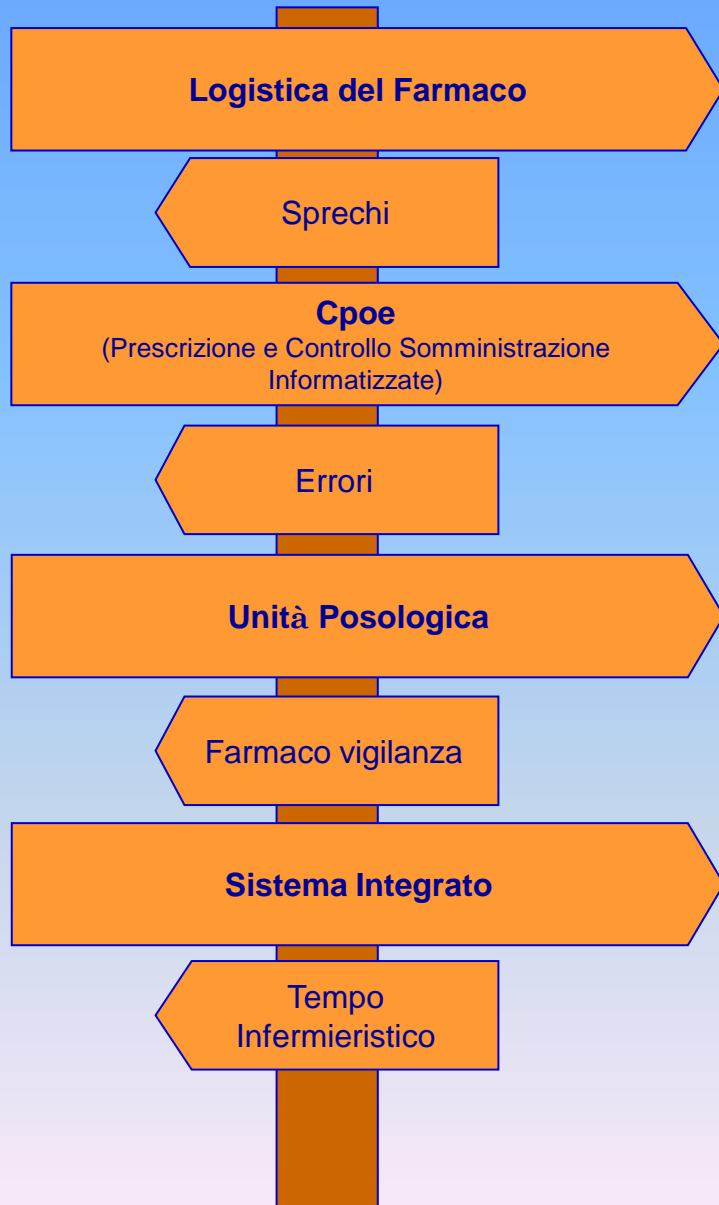 Logistica del Farmaco
Sprechi
Cpoe
(Prescrizione e Controllo Somministrazione
Informatizzate)
Errori
Unità Posologica
Farmaco vigilanza
Sistema Integrato
Tempo
Infermieristico